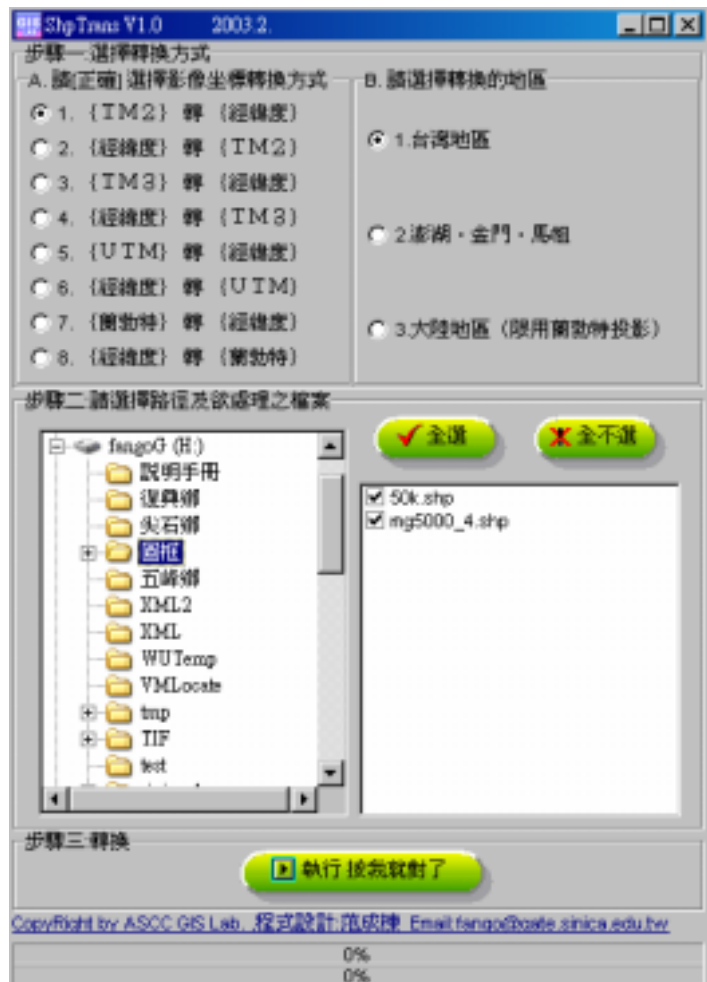 ShpTrans V1.0 2003.2.
步驟一:選擇轉換方式
A. 請[正確]選擇影像坐標轉換方式
1. {TM2} 轉 {經緯度}
2. {經緯度} 轉 {TM2}
3. {TM3} 轉 {經緯度}
4. {經緯度} 轉 {TM3}
5. {UTM} 轉 {經緯度}
6. {經緯度} 轉 {UTM}
7. {蘭勃特} 轉 {經緯度}
8. {經緯度} 轉 {蘭勃特}
B. 請選擇轉換的地區
1.台灣地區
2.澎湖・金門・馬祖
3.大陸地區（限用蘭勃特投影）
步驟二:請選擇路徑及欲處理之檔案
fangoG (H:)
說明手冊
復興鄉
尖石鄉
圖框
五峰鄉
XML2
XML
WUTemp
VMLocate
tmp
TIF
test
全選
全不選
50k.shp
mg5000_4.shp
步驟三:轉換
執行 按我就對了
CopyRight by ASCC GIS Lab. ,程式設計:范成棟 Email:fango@gate.sinica.edu.tw
0%
0%